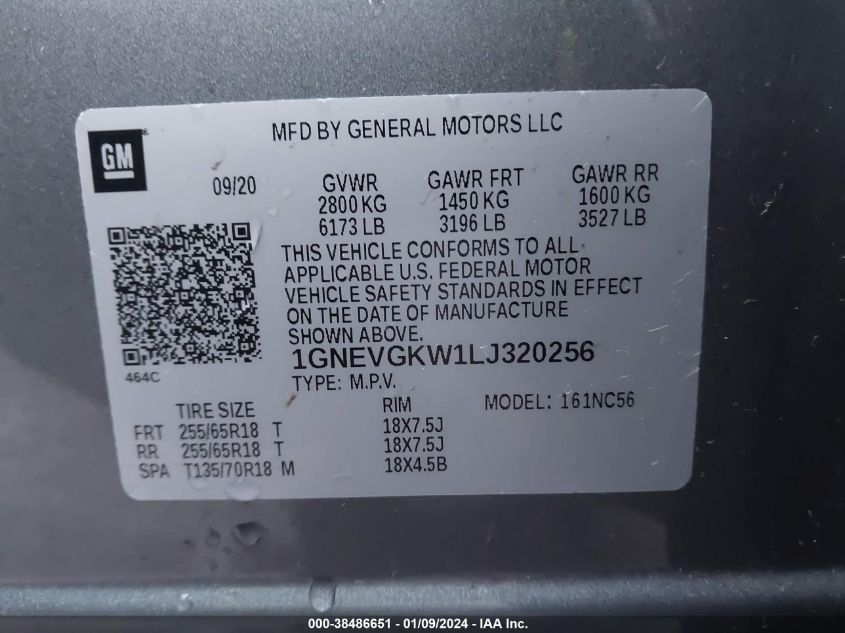 MFD BY GENERAL MOTORS LLC
GM
09/20
GVWR GAWR FRT GAWR RR
2800 KG 1450 KG 1600 KG
6173 LB 3196 LB 3527 LB
THIS VEHICLE CONFORMS TO ALL
APPLICABLE U.S. FEDERAL MOTOR
VEHICLE SAFETY STANDARDS IN EFFECT
ON THE DATE OF MANUFACTURE
SHOWN ABOVE.
1GNEVGKW1LJ320256
464C
TYPE: M.P.V.
TIRE SIZE RIM MODEL: 161NC56
FRT 255/65R18 T 18X7.5J
RR 255/65R18 T 18X7.5J
SPA T135/70R18 M 18X4.5B
000-38486651 - 01/09/2024 - IAA Inc.